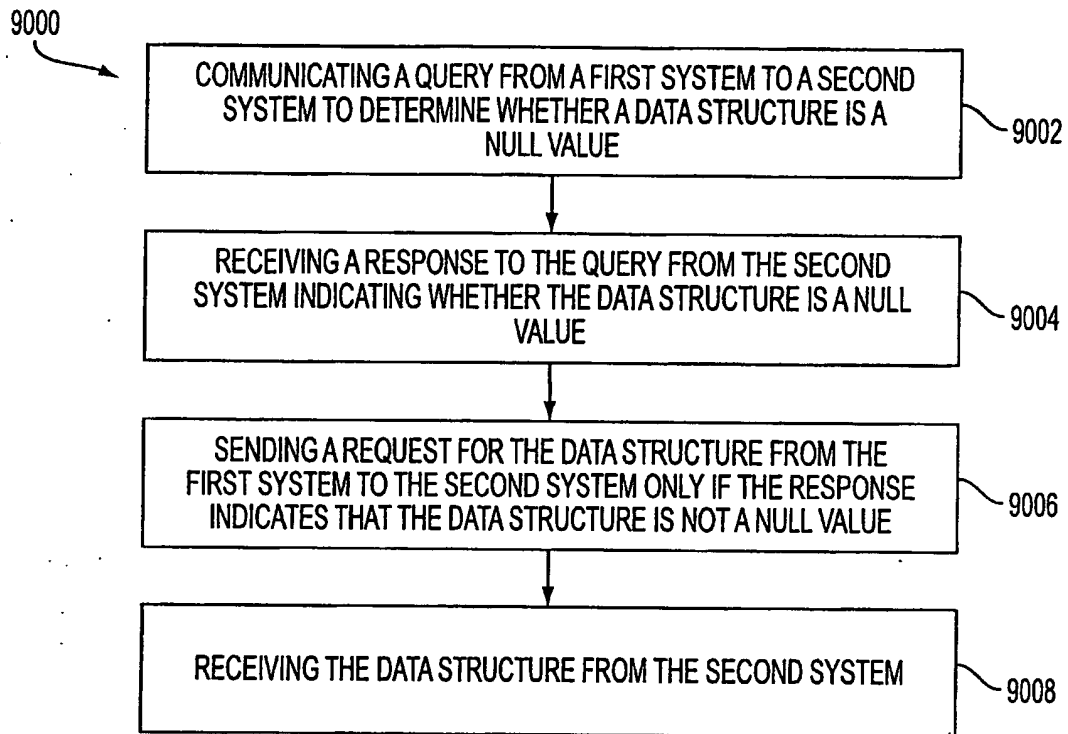 9000
COMMUNICATING A QUERY FROM A FIRST SYSTEM TO A SECOND
SYSTEM TO DETERMINE WHETHER A DATA STRUCTURE IS A
NULL VALUE
9002
RECEIVING A RESPONSE TO THE QUERY FROM THE SECOND
SYSTEM INDICATING WHETHER THE DATA STRUCTURE IS A NULL
VALUE
9004
SENDING A REQUEST FOR THE DATA STRUCTURE FROM THE
FIRST SYSTEM TO THE SECOND SYSTEM ONLY IF THE RESPONSE
INDICATES THAT THE DATA STRUCTURE IS NOT A NULL VALUE
9006
RECEIVING THE DATA STRUCTURE FROM THE SECOND SYSTEM
9008